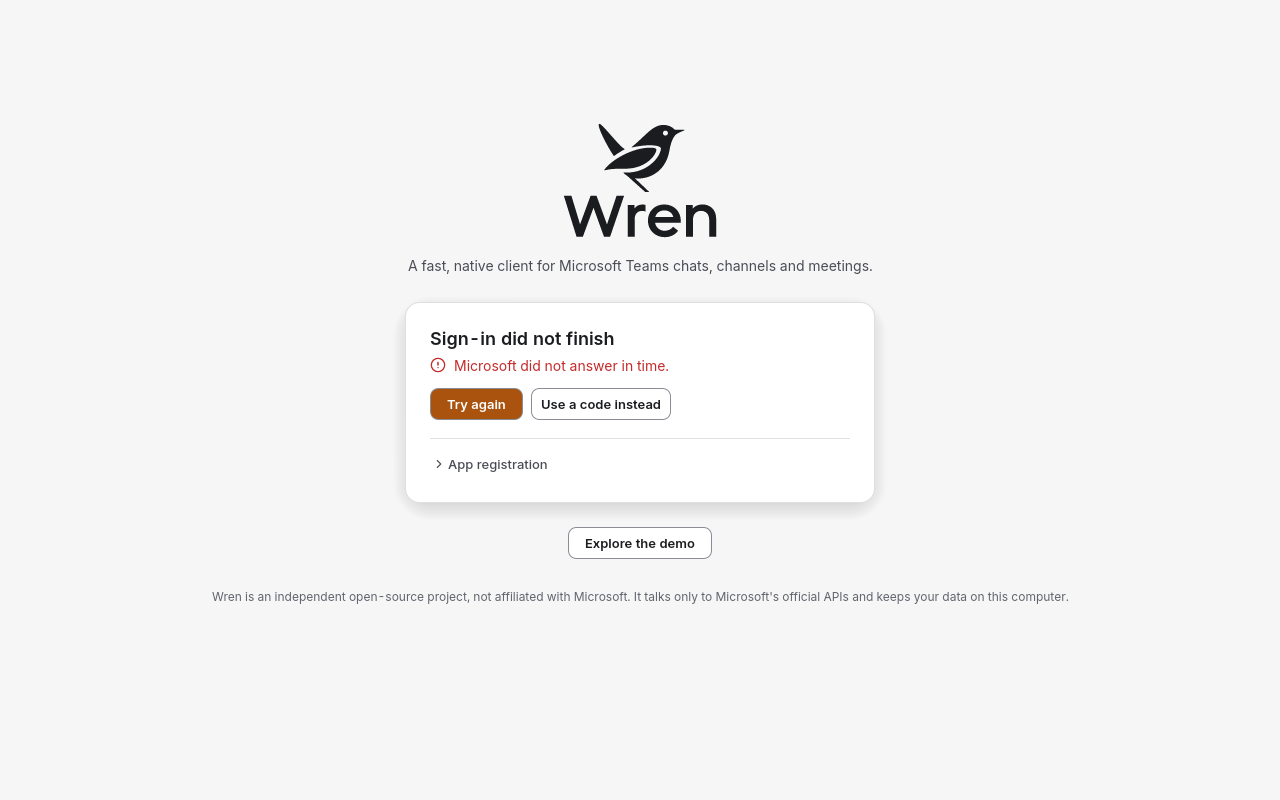 Wren
A fast, native client for Microsoft Teams chats, channels and meetings.
Sign-in did not finish
Microsoft did not answer in time.
Try again
Use a code instead
App registration
Explore the demo
Wren is an independent open-source project, not affiliated with Microsoft. It talks only to Microsoft's official APIs and keeps your data on this computer.